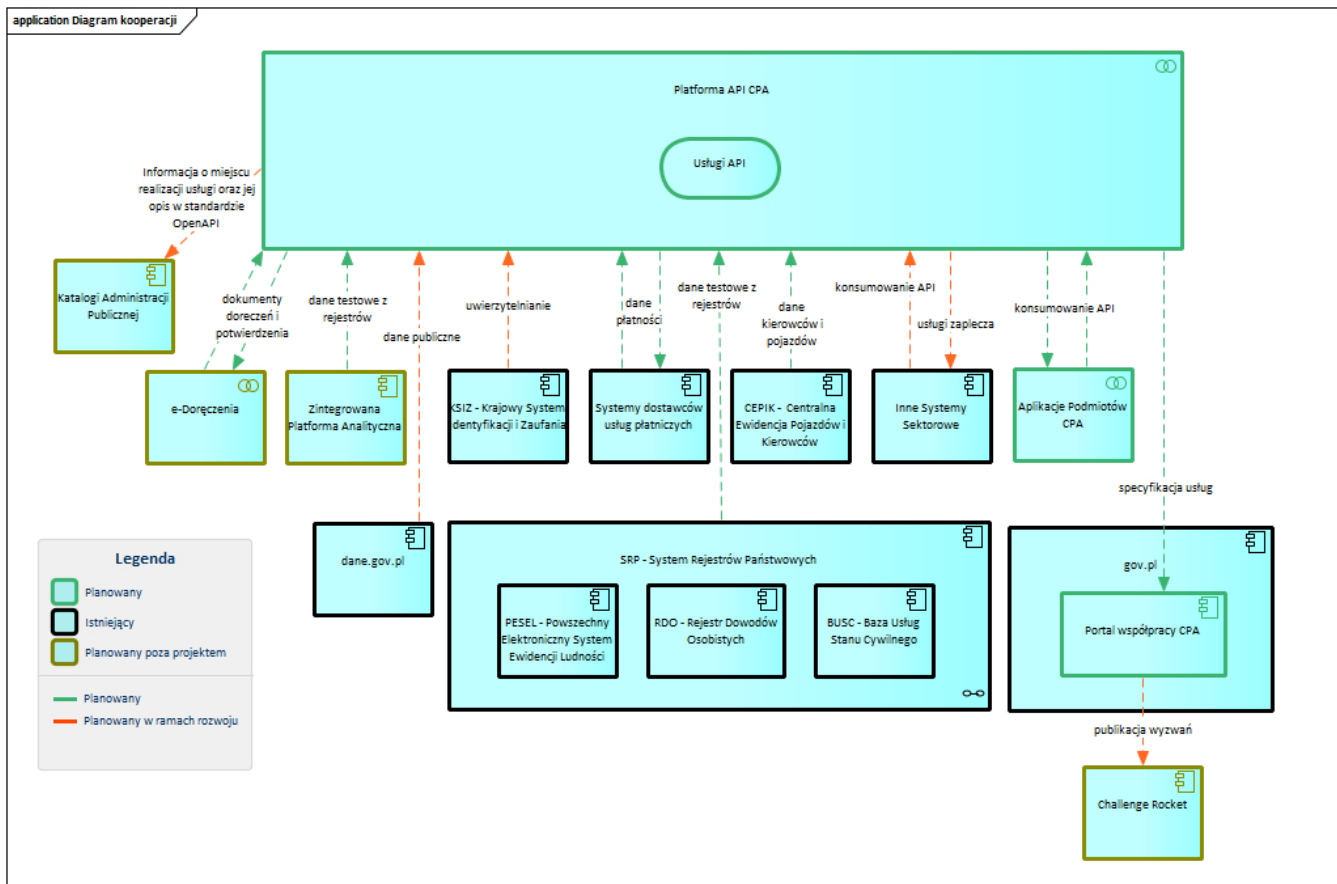 application Diagram kooperacji
Platforma API CPA
Usługi API
Informacja o miejscu
realizacji usługi oraz jej
opis w standardzie
OpenAPI
Katalogi Administracji
Publicznej
dokumenty
doreczeń i
potwierdzenia
dane testowe z
rejestrów
dane publiczne
uwierzytelnianie
dane
płatności
dane testowe z
rejestrów
dane
kierowców i
pojazdów
konsumowanie API
usługi zaplecza
konsumowanie API
e-Doręczenia
Zintegrowana
Platforma Analityczna
KSIZ - Krajowy System
Identyfikacji i Zaufania
Systemy dostawców
usług płatniczych
CEPIK - Centralna
Ewidencja Pojazdów i
Kierowców
Inne Systemy
Sektorowe
Aplikacje Podmiotów
CPA
specyfikacja usług
dane.gov.pl
SRP - System Rejestrów Państwowych
PESEL - Powszechny
Elektroniczny System
Ewidencji Ludności
RDO - Rejestr Dowodów
Osobistych
BUSC - Baza Usług
Stanu Cywilnego
gov.pl
Portal współpracy CPA
publikacja wyzwań
Challenge Rocket
Legenda
Planowany
Istniejący
Planowany poza projektem
Planowany
Planowany w ramach rozwoju